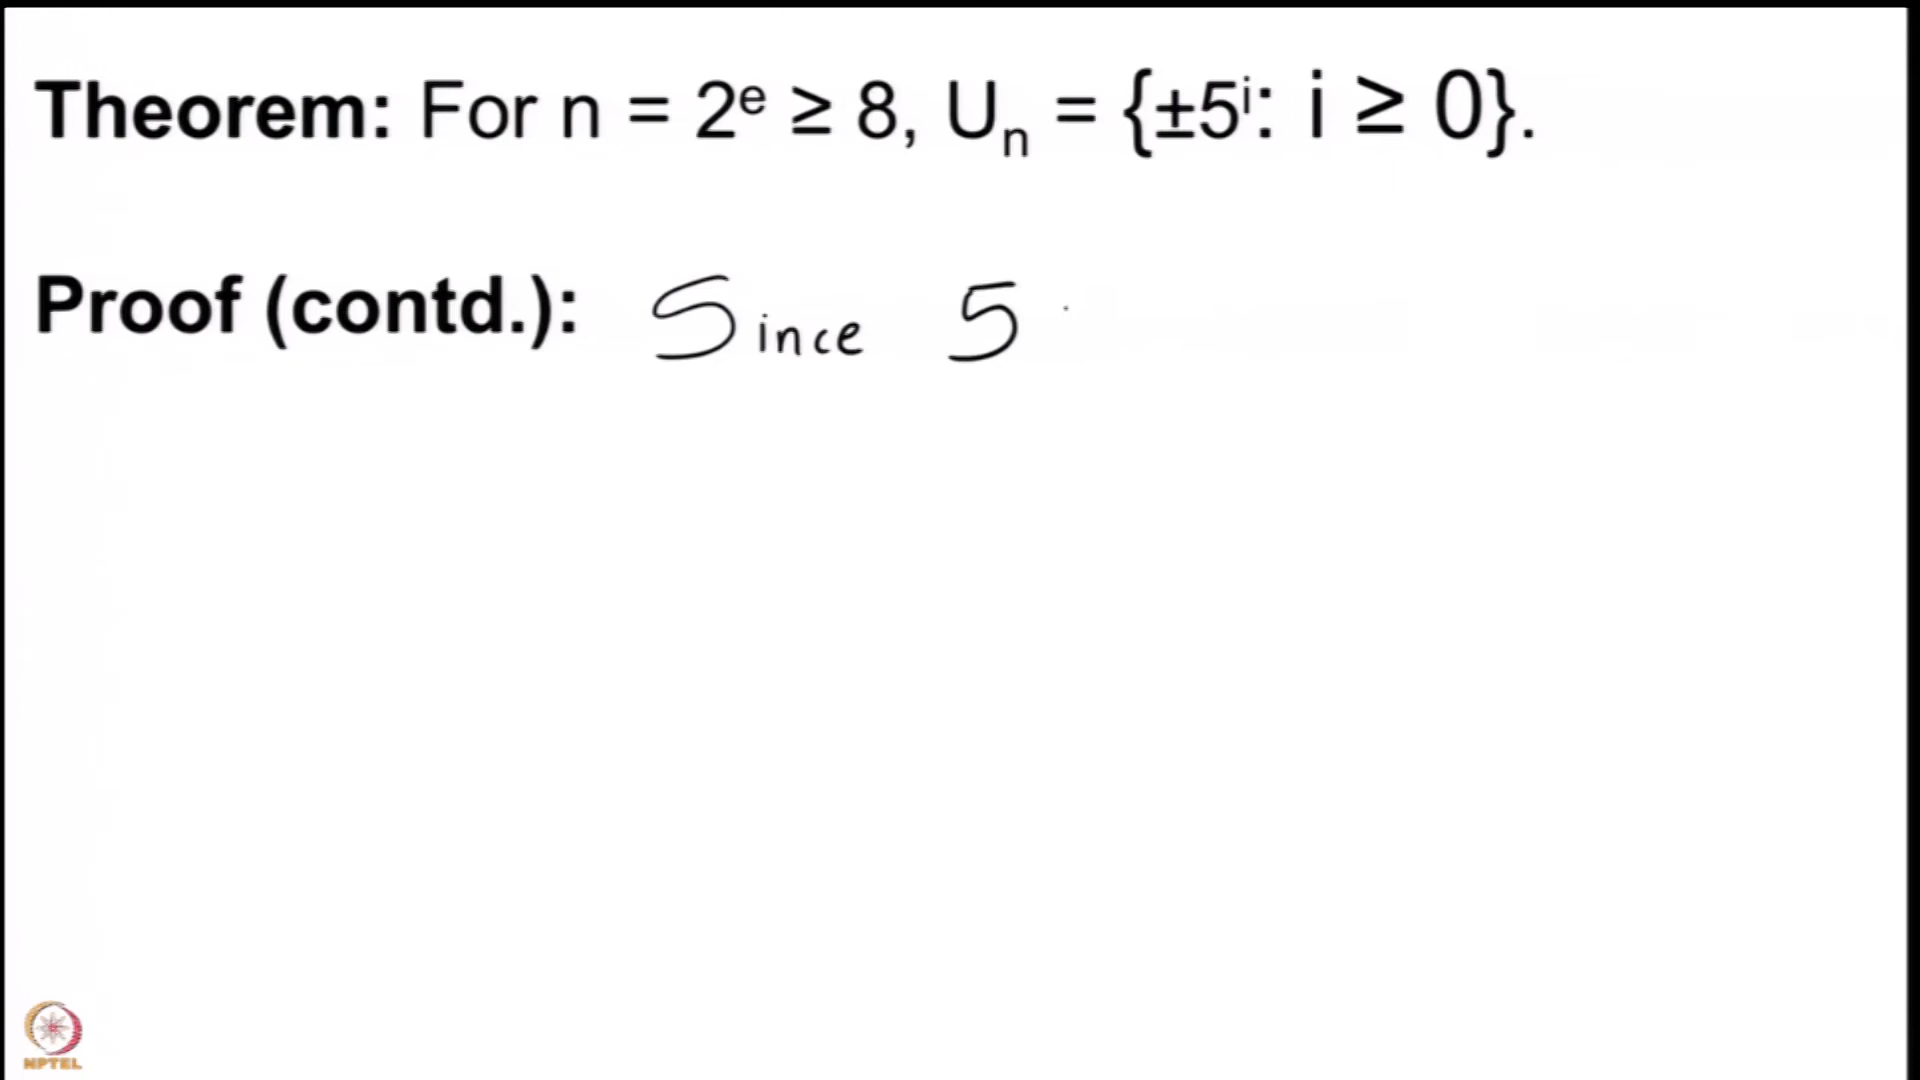 Theorem: For n = 2ᵉ ≥ 8, Uₙ = {±5ⁱ: i ≥ 0}.
Proof (contd.): Since 5
NPTEL